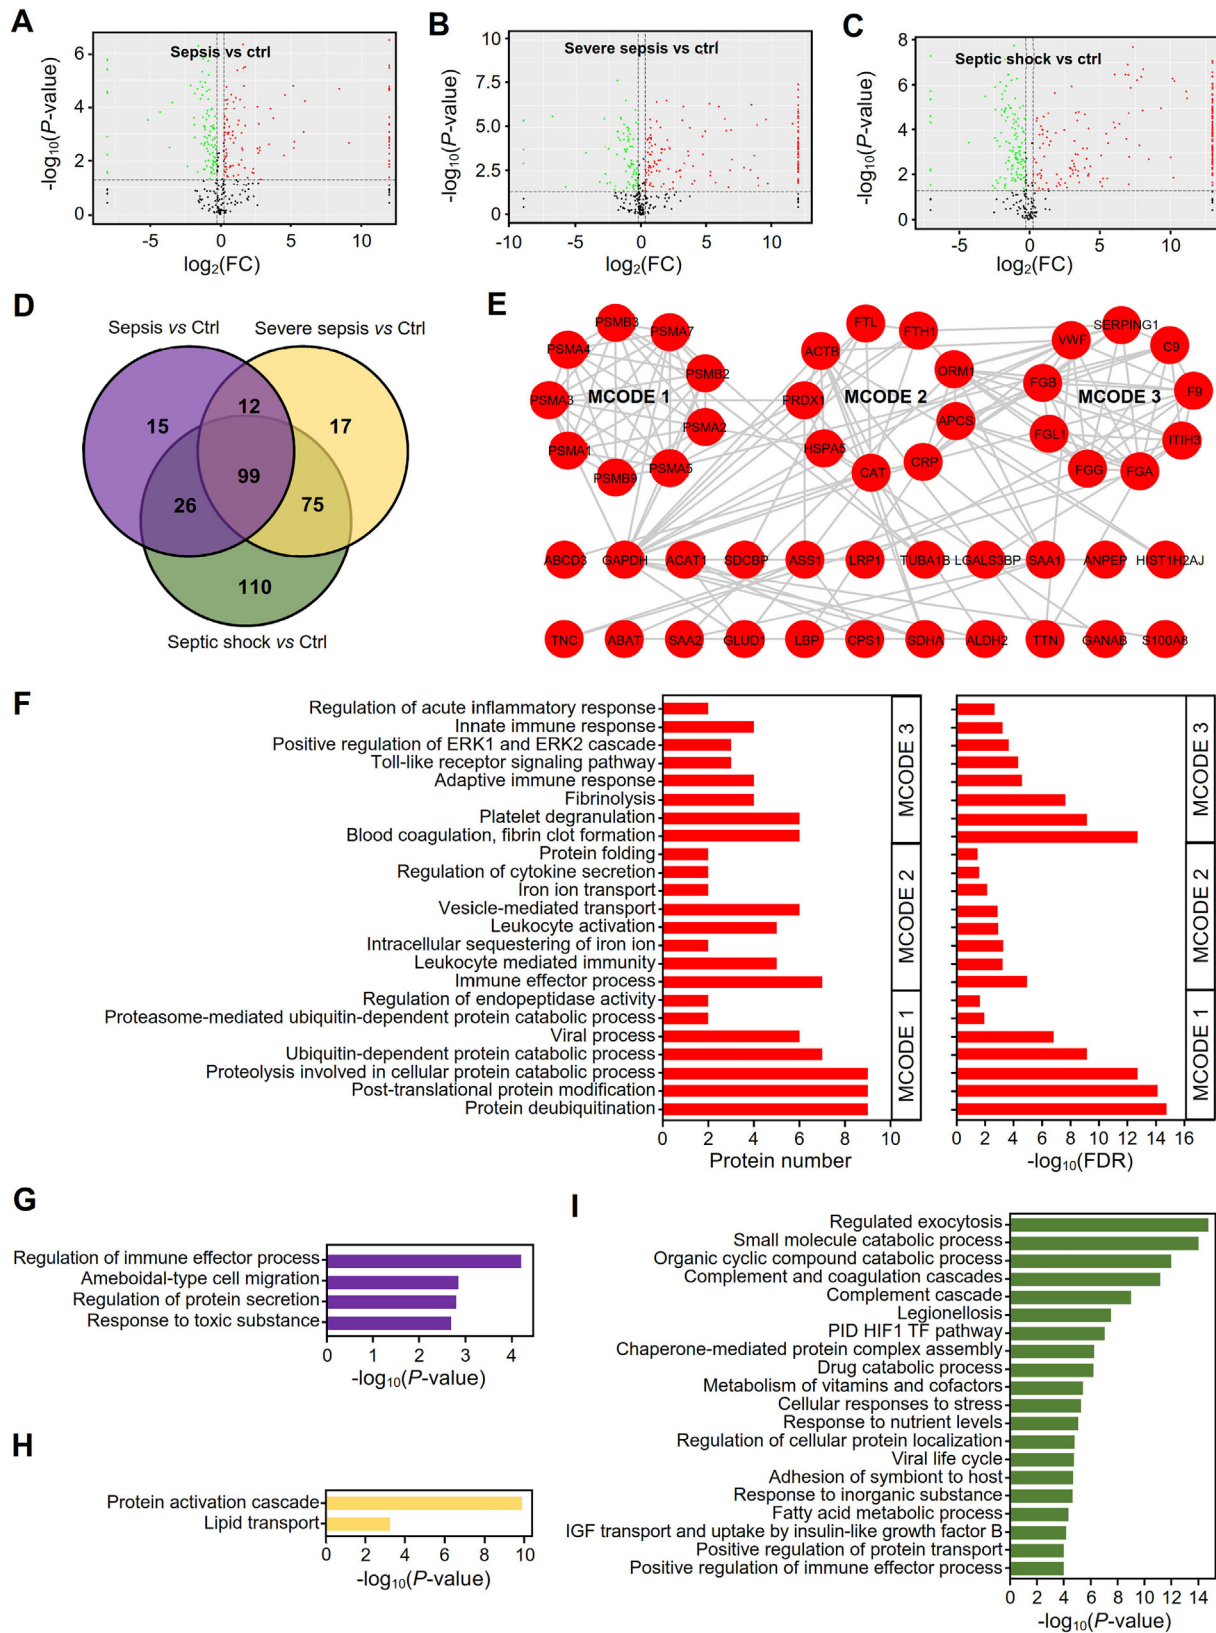 A
Sepsis vs ctrl
-log10(P-value)
6
4
2
0
-5
0
5
10
log2(FC)
B
Severe sepsis vs ctrl
-log10(P-value)
10
7.5
5.0
2.5
0
-10
-5
0
5
10
log2(FC)
C
Septic shock vs ctrl
-log10(P-value)
8
6
4
2
0
-5
0
5
10
log2(FC)
D
Sepsis vs Ctrl
Severe sepsis vs Ctrl
15
12
17
99
26
75
110
Septic shock vs Ctrl
E
PSMB3
PSMA7
PSMA4
PSMB2
PSMA3
MCODE 1
PSMA2
PSMA1
PSMB9
PSMA5
FTL
FTH1
ACTB
ORM1
PRDX1
MCODE 2
APCS
HSPA5
CAT
CRP
SERPING1
VWF
C9
FGB
F9
MCODE 3
FGL1
ITIH3
FGG
FGA
ABCD3
GAPDH
ACAT1
SDCBP
ASS1
LRP1
TUBA1B
LGALS3BP
SAA1
ANPEP
HIST1H2AJ
TNC
ABAT
SAA2
GLUD1
LBP
CPS1
SDHA
ALDH2
TTN
GANAB
S100A8
F
Regulation of acute inflammatory response
Innate immune response
Positive regulation of ERK1 and ERK2 cascade
Toll-like receptor signaling pathway
Adaptive immune response
Fibrinolysis
Platelet degranulation
Blood coagulation, fibrin clot formation
Protein folding
Regulation of cytokine secretion
Iron ion transport
Vesicle-mediated transport
Leukocyte activation
Intracellular sequestering of iron ion
Leukocyte mediated immunity
Immune effector process
Regulation of endopeptidase activity
Proteasome-mediated ubiquitin-dependent protein catabolic process
Viral process
Ubiquitin-dependent protein catabolic process
Proteolysis involved in cellular protein catabolic process
Post-translational protein modification
Protein deubiquitination
MCODE 3
MCODE 2
MCODE 1
0 2 4 6 8 10
Protein number
MCODE 3
MCODE 2
MCODE 1
0 2 4 6 8 10 12 14 16
-log10(FDR)
G
Regulation of immune effector process
Ameboidal-type cell migration
Regulation of protein secretion
Response to toxic substance
0 1 2 3 4
-log10(P-value)
H
Protein activation cascade
Lipid transport
0 2 4 6 8 10
-log10(P-value)
I
Regulated exocytosis
Small molecule catabolic process
Organic cyclic compound catabolic process
Complement and coagulation cascades
Complement cascade
Legionellosis
PID HIF1 TF pathway
Chaperone-mediated protein complex assembly
Drug catabolic process
Metabolism of vitamins and cofactors
Cellular responses to stress
Response to nutrient levels
Regulation of cellular protein localization
Viral life cycle
Adhesion of symbiont to host
Response to inorganic substance
Fatty acid metabolic process
IGF transport and uptake by insulin-like growth factor B
Positive regulation of protein transport
Positive regulation of immune effector process
0 2 4 6 8 10 12 14
-log10(P-value)